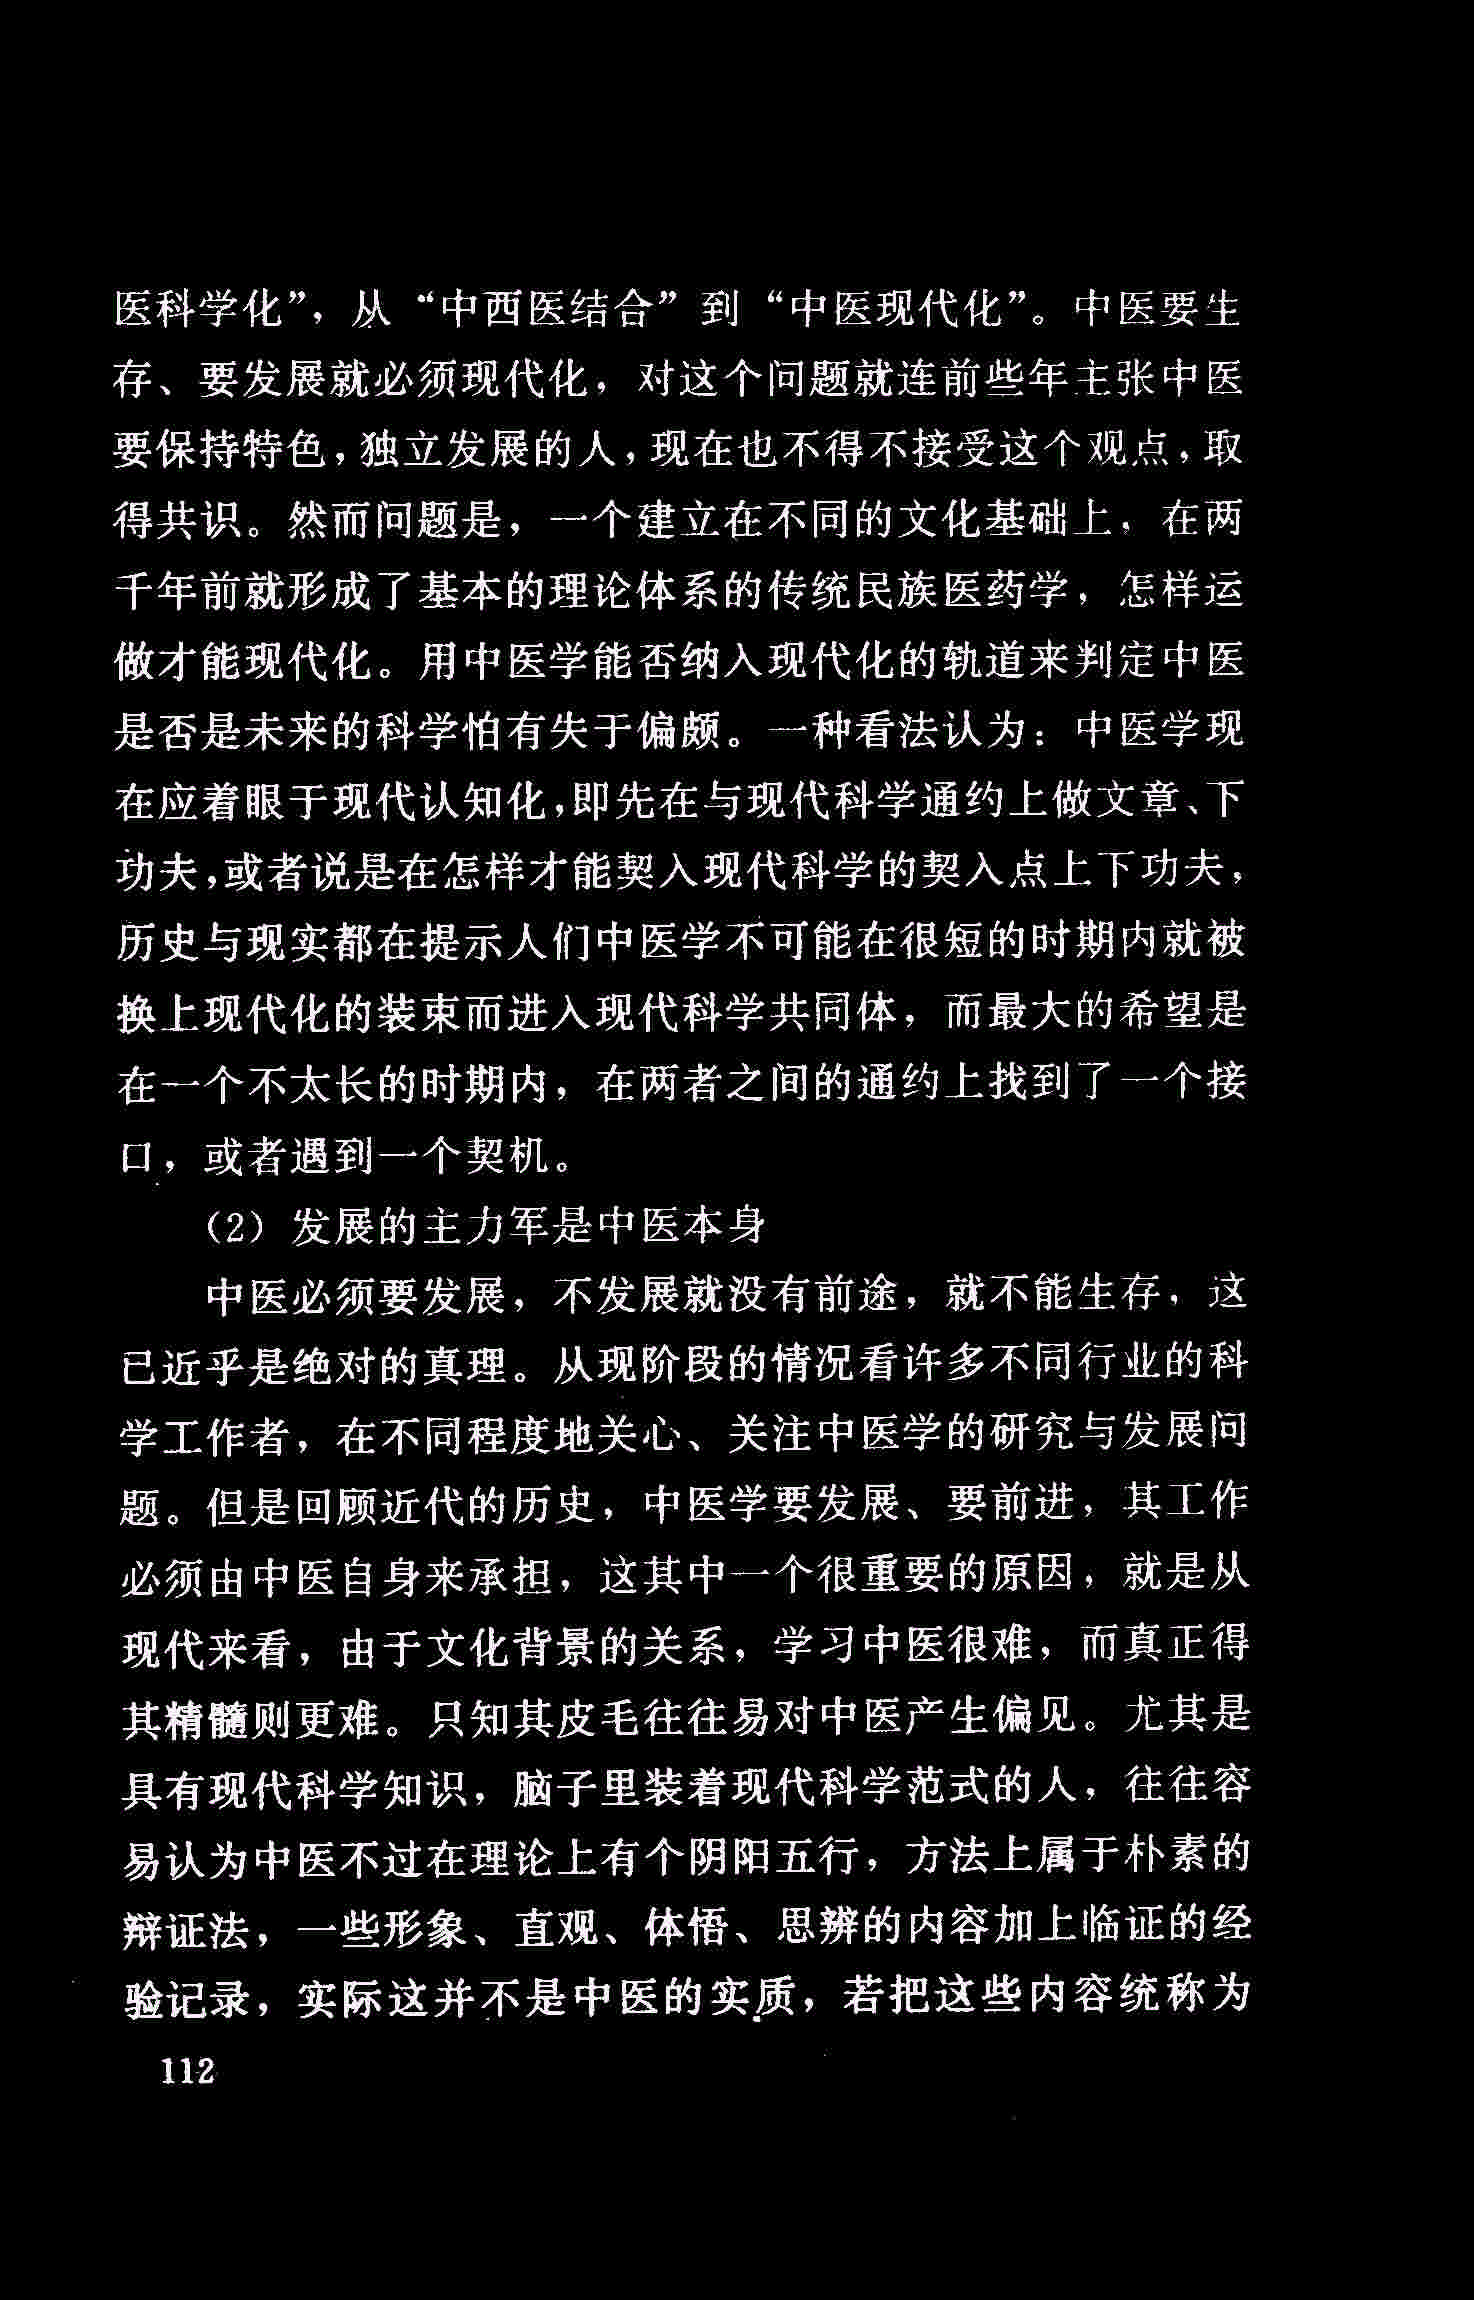 医科学化”，从“中西医结合”到“中医现代化”。中医要生
存、要发展就必须现代化，对这个问题就连前些年主张中医
要保持特色，独立发展的人，现在也不得不接受这个观点，取
得共识。然而问题是，一个建立在不同的文化基础上，在两
千年前就形成了基本的理论体系的传统民族医药学，怎样运
做才能现代化。用中医学能否纳入现代化的轨道来判定中医
是否是未来的科学怕有失于偏颇。一种看法认为：中医学现
在应着眼于现代认知化，即先在与现代科学通约上做文章、下
功夫，或者说是在怎样才能契入现代科学的契入点上下功夫，
历史与现实都在提示人们中医学不可能在很短的时期内就被
换上现代化的装束而进入现代科学共同体，而最大的希望是
在一个不太长的时期内，在两者之间的通约上找到了一个接
口，或者遇到一个契机。
（2）发展的主力军是中医本身
中医必须要发展，不发展就没有前途，就不能生存，这
已近乎是绝对的真理。从现阶段的情况看许多不同行业的科
学工作者，在不同程度地关心、关注中医学的研究与发展问
题。但是回顾近代的历史，中医学要发展、要前进，其工作
必须由中医自身来承担，这其中一个很重要的原因，就是从
现代来看，由于文化背景的关系，学习中医很难，而真正得
其精髓则更难。只知其皮毛往往易对中医产生偏见。尤其是
具有现代科学知识，脑子里装着现代科学范式的人，往往容
易认为中医不过在理论上有个阴阳五行，方法上属于朴素的
辩证法，一些形象、直观、体悟、思辨的内容加上临证的经
验记录，实际这并不是中医的实质，若把这些内容统称为
112